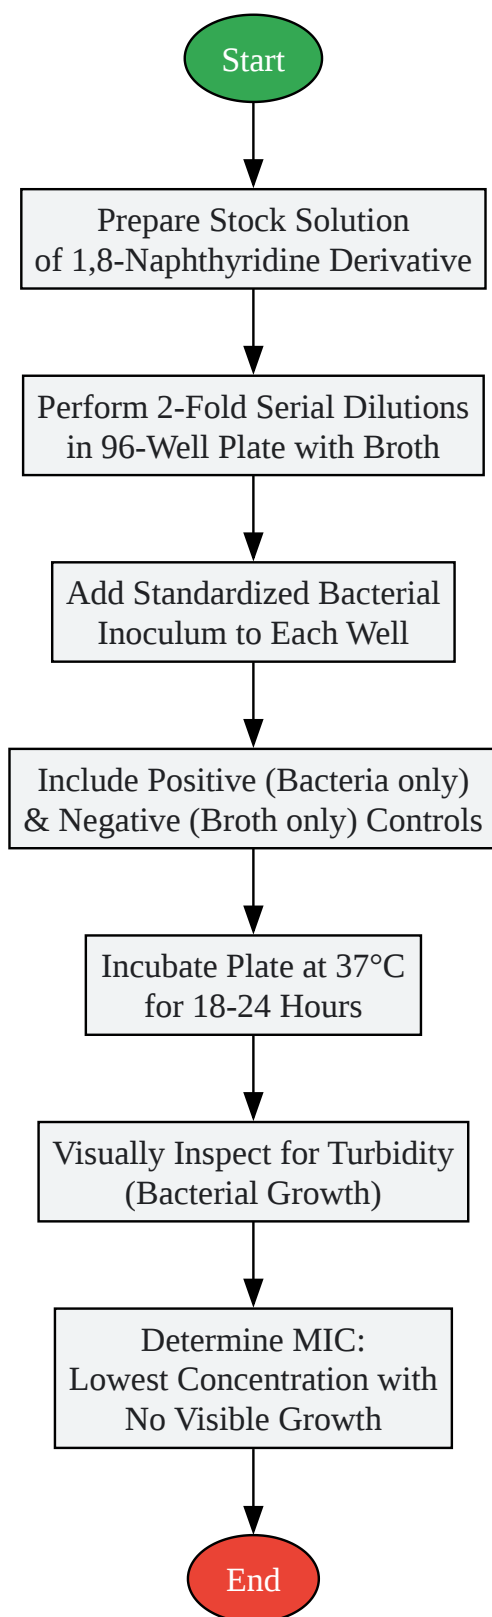 Start
Prepare Stock Solution
of 1,8-Naphthyridine Derivative
Perform 2-Fold Serial Dilutions
in 96-Well Plate with Broth
Add Standardized Bacterial
Inoculum to Each Well
Include Positive (Bacteria only)
& Negative (Broth only) Controls
Incubate Plate at 37°C
for 18-24 Hours
Visually Inspect for Turbidity
(Bacterial Growth)
Determine MIC:
Lowest Concentration with
No Visible Growth
End